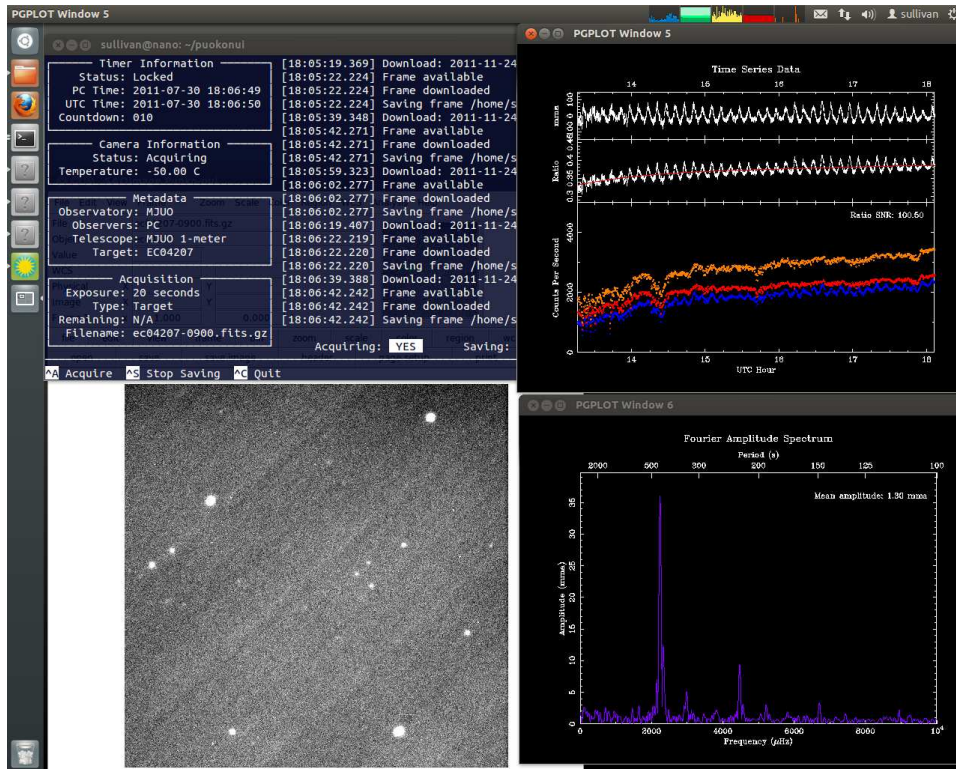 PGPLOT Window 5
sullivan
sullivan@nano: ~/puokonui
Timer Information
Status: Locked
PC Time: 2011-07-30 18:06:49
UTC Time: 2011-07-30 18:06:50
Countdown: 010
Camera Information
Status: Acquiring
Temperature: -50.00 C
Metadata
Observatory: MJUO
Observers: PC
Telescope: MJUO 1-meter
Target: EC04207
Acquisition
Exposure: 20 seconds
Type: Target
Remaining: N/A
Filename: ec04207-0900.fits.gz
[18:05:19.369] Download: 2011-11-24
[18:05:22.224] Frame available
[18:05:22.224] Frame downloaded
[18:05:22.224] Saving frame /home/s
[18:05:39.348] Download: 2011-11-24
[18:05:42.271] Frame available
[18:05:42.271] Frame downloaded
[18:05:42.271] Saving frame /home/s
[18:05:59.323] Download: 2011-11-24
[18:06:02.277] Frame available
[18:06:02.277] Frame downloaded
[18:06:02.277] Saving frame /home/s
[18:06:19.407] Download: 2011-11-24
[18:06:22.219] Frame available
[18:06:22.220] Frame downloaded
[18:06:22.220] Saving frame /home/s
[18:06:39.388] Download: 2011-11-24
[18:06:42.242] Frame available
[18:06:42.242] Frame downloaded
[18:06:42.242] Saving frame /home/s
Acquiring: YES Saving:
^A Acquire ^S Stop Saving ^C Quit
PGPLOT Window 5
Time Series Data
14 15 16 17 18
mma
100
0
Ratio
0.4
0.35
0.3
Ratio SNR: 100.50
Counts Per Second
4000
2000
0
14 15 16 17 18
UTC Hour
PGPLOT Window 6
Fourier Amplitude Spectrum
Period (s)
2000 500 300 200 150 125 100
Mean amplitude: 1.30 mma
Amplitude (mma)
35
30
25
20
15
10
5
0
0 2000 4000 6000 8000 10⁴
Frequency (μHz)